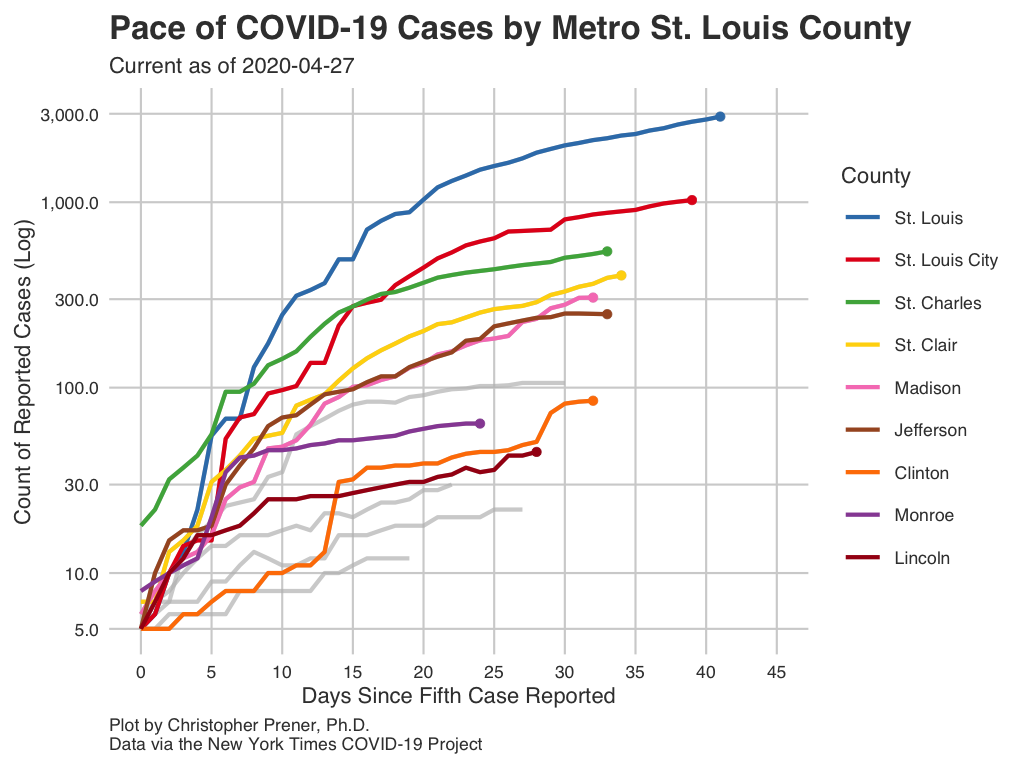 Pace of COVID-19 Cases by Metro St. Louis County
Current as of 2020-04-27
3,000.0
1,000.0
300.0
100.0
30.0
10.0
5.0
Count of Reported Cases (Log)
0 5 10 15 20 25 30 35 40 45
Days Since Fifth Case Reported
County
St. Louis
St. Louis City
St. Charles
St. Clair
Madison
Jefferson
Clinton
Monroe
Lincoln
Plot by Christopher Prener, Ph.D.
Data via the New York Times COVID-19 Project